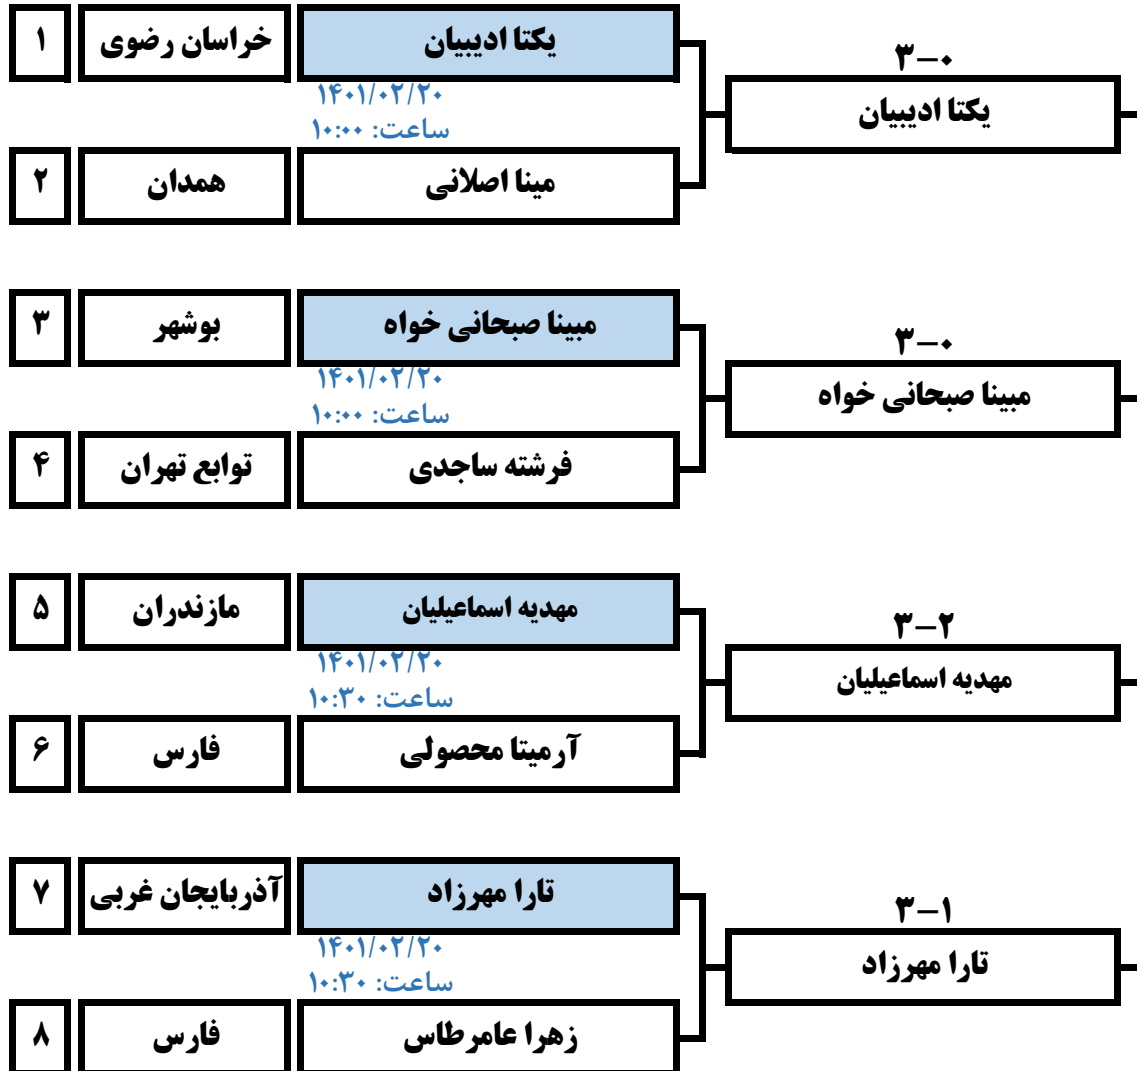 ۱
خراسان رضوی
یکتا ادیبیان
۱۴۰۱/۰۲/۲۰
ساعت: ۱۰:۰۰
۲
همدان
مینا اصلانی
۳-۰
یکتا ادیبیان
۳
بوشهر
مبینا صبحانی خواه
۱۴۰۱/۰۲/۲۰
ساعت: ۱۰:۰۰
۴
توابع تهران
فرشته ساجدی
۳-۰
مبینا صبحانی خواه
۵
مازندران
مهدیه اسماعیلیان
۱۴۰۱/۰۲/۲۰
ساعت: ۱۰:۳۰
۶
فارس
آرمیتا محصولی
۳-۲
مهدیه اسماعیلیان
۷
آذربایجان غربی
تارا مهرزاد
۱۴۰۱/۰۲/۲۰
ساعت: ۱۰:۳۰
۸
فارس
زهرا عامرطاس
۳-۱
تارا مهرزاد